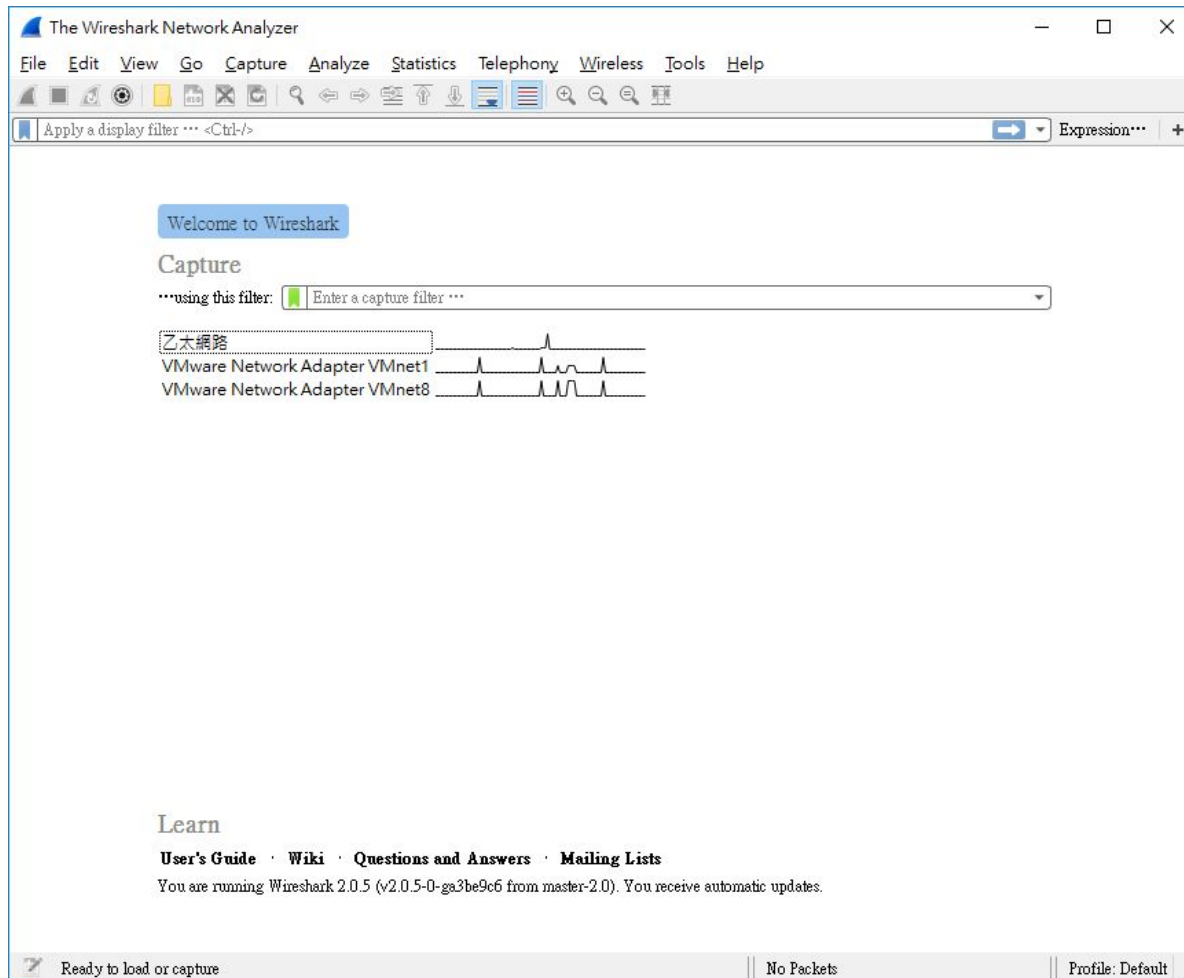 The Wireshark Network Analyzer
File Edit View Go Capture Analyze Statistics Telephony Wireless Tools Help
Apply a display filter ⋯ <Ctrl-/> Expression⋯ +
Welcome to Wireshark
Capture
⋯using this filter: Enter a capture filter ⋯
乙太網路
VMware Network Adapter VMnet1
VMware Network Adapter VMnet8
Learn
User's Guide · Wiki · Questions and Answers · Mailing Lists
You are running Wireshark 2.0.5 (v2.0.5-0-ga3be9c6 from master-2.0). You receive automatic updates.
Ready to load or capture No Packets Profile: Default